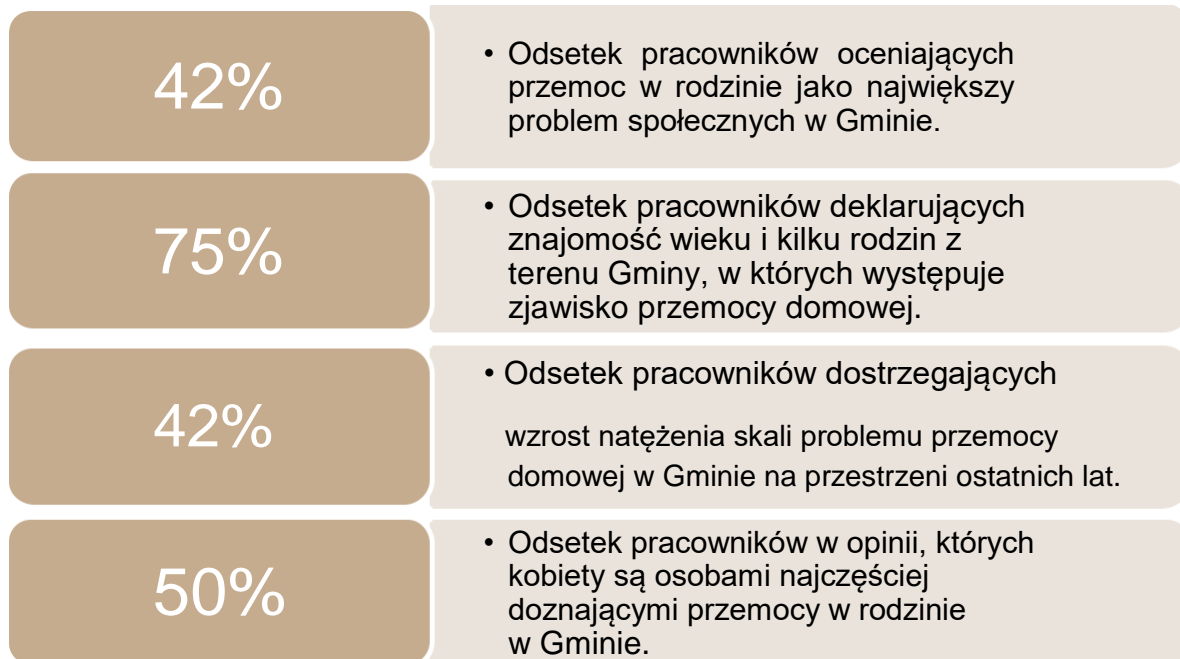 42%
• Odsetek pracowników oceniających
przemoc w rodzinie jako największy
problem społecznych w Gminie.
75%
• Odsetek pracowników deklarujących
znajomość wieku i kilku rodzin z
terenu Gminy, w których występuje
zjawisko przemocy domowej.
42%
• Odsetek pracowników dostrzegających
wzrost natężenia skali problemu przemocy
domowej w Gminie na przestrzeni ostatnich lat.
50%
• Odsetek pracowników w opinii, których
kobiety są osobami najczęściej
doznającymi przemocy w rodzinie
w Gminie.